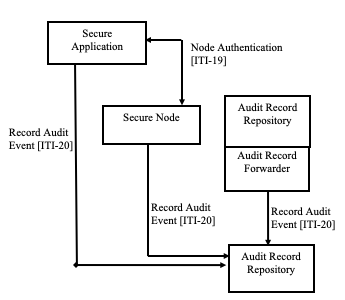 Secure
Application
Node Authentication
[ITI-19]
Secure Node
Audit Record
Repository
Audit Record
Forwarder
Record Audit
Event [ITI-20]
Record Audit
Event [ITI-20]
Record Audit
Event [ITI-20]
Audit Record
Repository